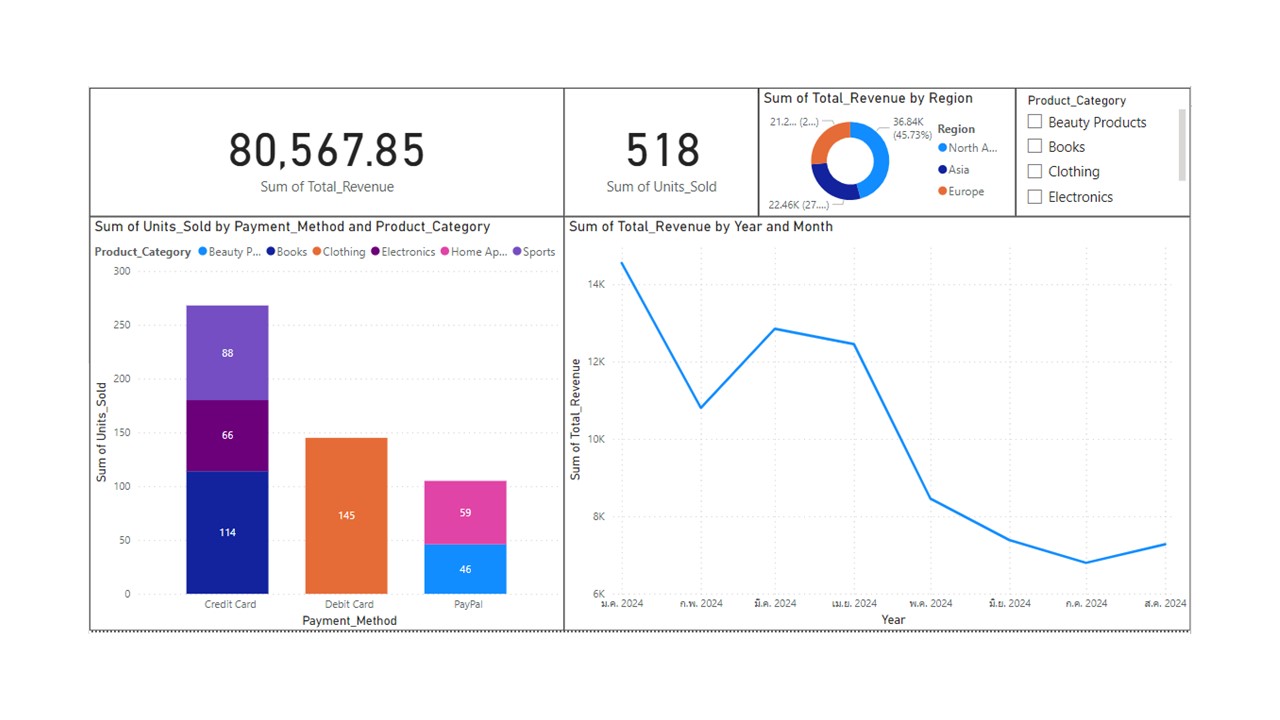 80,567.85
Sum of Total_Revenue
518
Sum of Units_Sold
Sum of Total_Revenue by Region
21.2... (2...)
36.84K
(45.73%)
22.46K (27....)
Region
North A...
Asia
Europe
Product_Category
Beauty Products
Books
Clothing
Electronics
Sum of Units_Sold by Payment_Method and Product_Category
Product_Category Beauty P... Books Clothing Electronics Home Ap... Sports
Sum of Units_Sold
300
250
200
150
100
50
0
88
66
114
145
59
46
Credit Card Debit Card PayPal
Payment_Method
Sum of Total_Revenue by Year and Month
Sum of Total_Revenue
14K
12K
10K
8K
6K
ม.ค. 2024 ก.พ. 2024 มี.ค. 2024 เม.ย. 2024 พ.ค. 2024 มิ.ย. 2024 ก.ค. 2024 ส.ค. 2024
Year